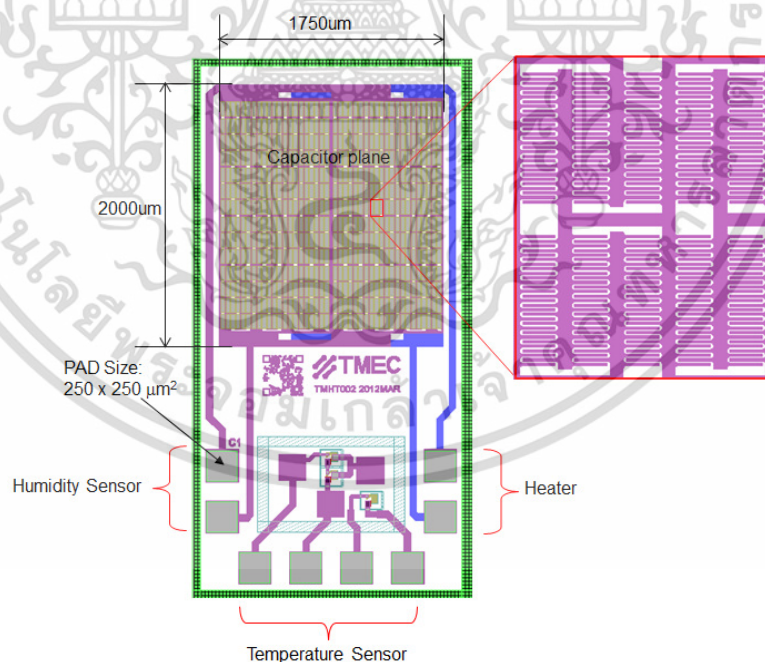 1750um
Capacitor plane
2000um
TMEC
TMHT002 2012MAR
PAD Size:
250 x 250 μm²
C1
Humidity Sensor
Heater
Temperature Sensor